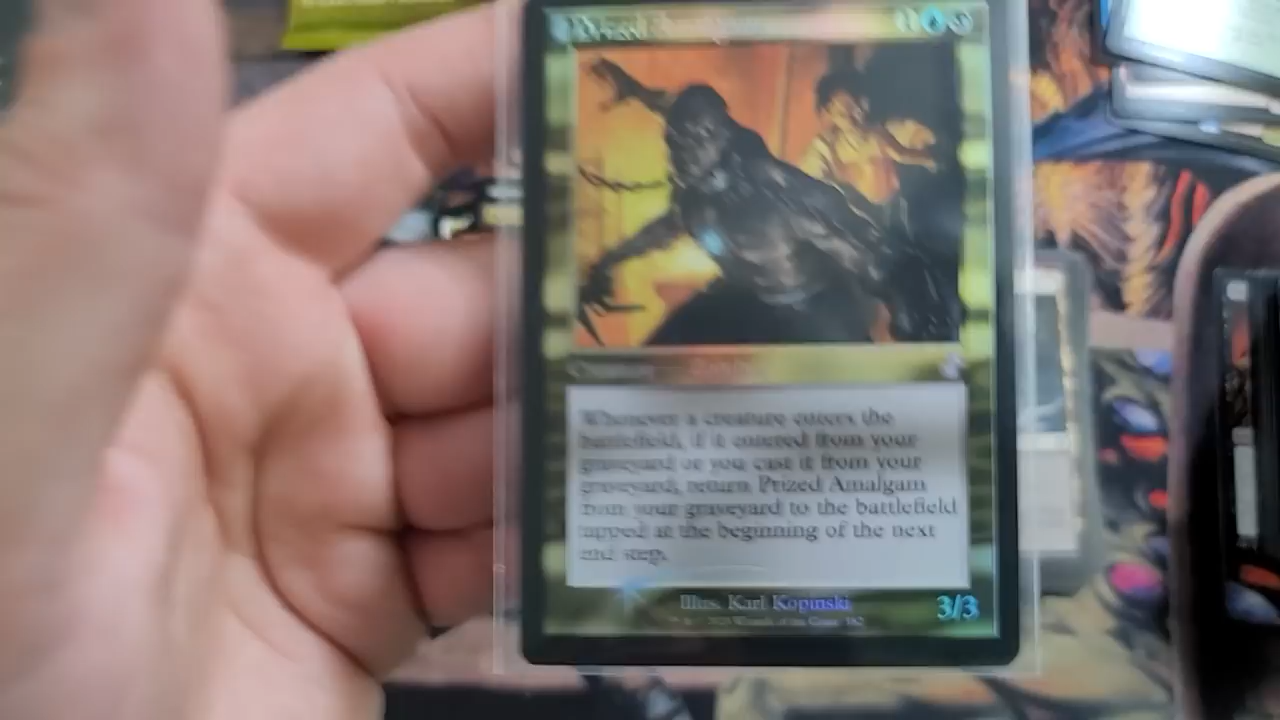 Prized
Creature
Whenever a creature enters the
battlefield, if it entered from your
graveyard or you cast it from your
graveyard, return Prized Amalgam
from your graveyard to the battlefield
tapped at the beginning of the next
end step.
Illus. Karl Kopinski
3/3